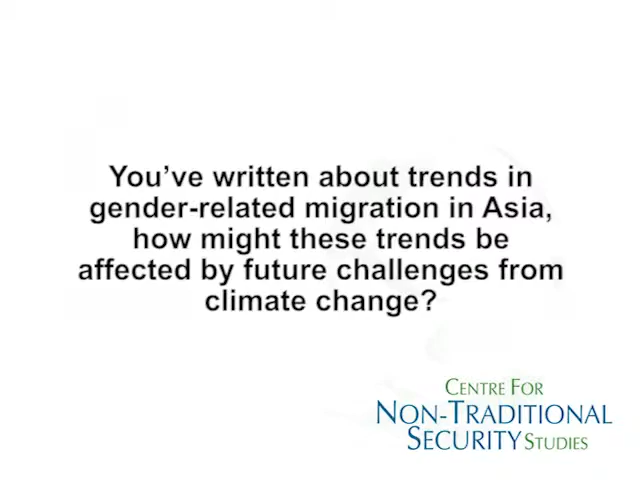 You’ve written about trends in
gender-related migration in Asia,
how might these trends be
affected by future challenges from
climate change?
CENTRE FOR
NON-TRADITIONAL
SECURITY STUDIES